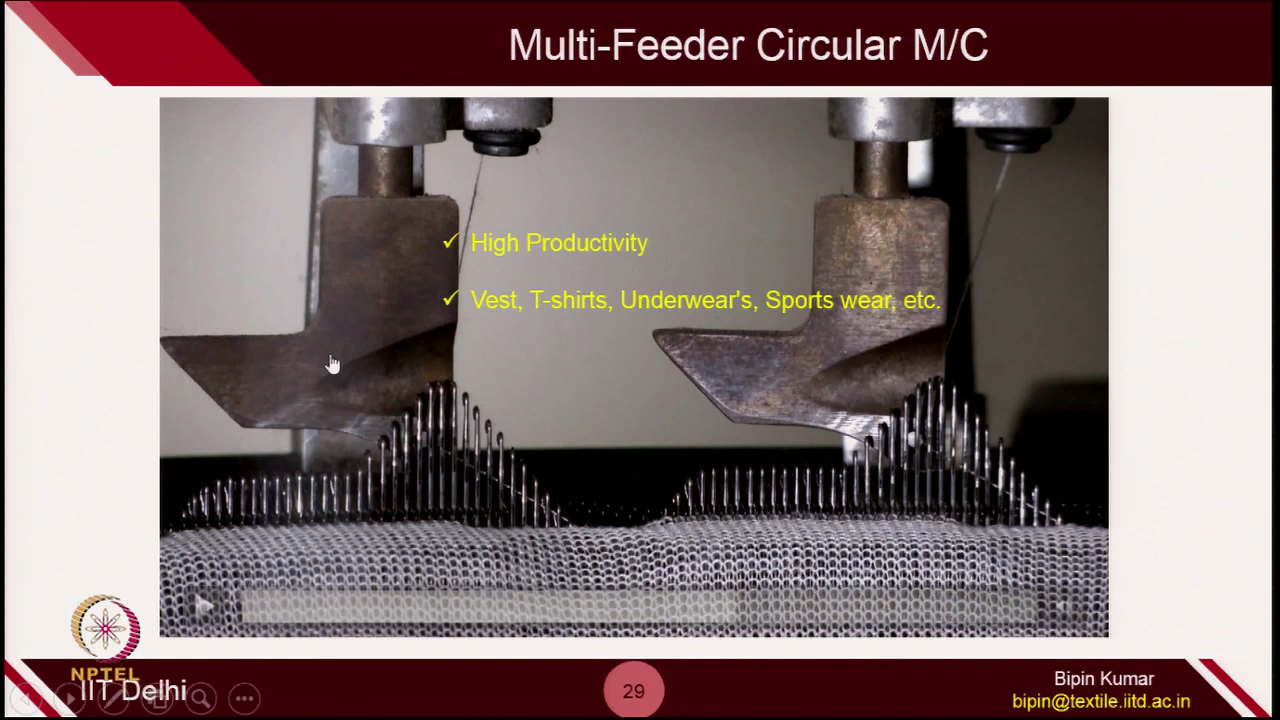 Multi-Feeder Circular M/C
✓ High Productivity
✓ Vest, T-shirts, Underwear's, Sports wear, etc.
NPTEL
IIT Delhi
29
Bipin Kumar
bipin@textile.iitd.ac.in